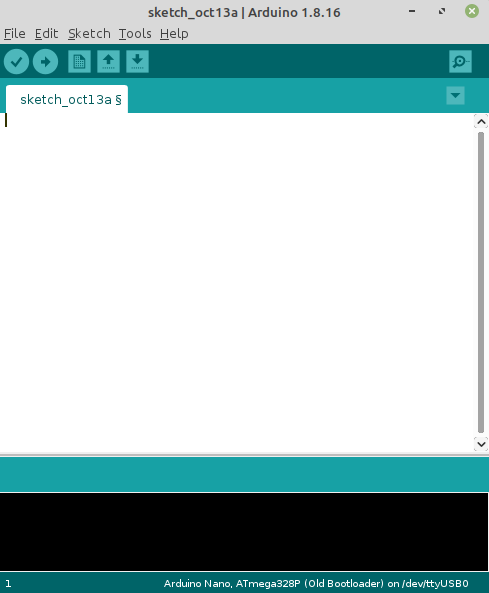 sketch_oct13a | Arduino 1.8.16
File Edit Sketch Tools Help
sketch_oct13a §
1 Arduino Nano, ATmega328P (Old Bootloader) on /dev/ttyUSB0